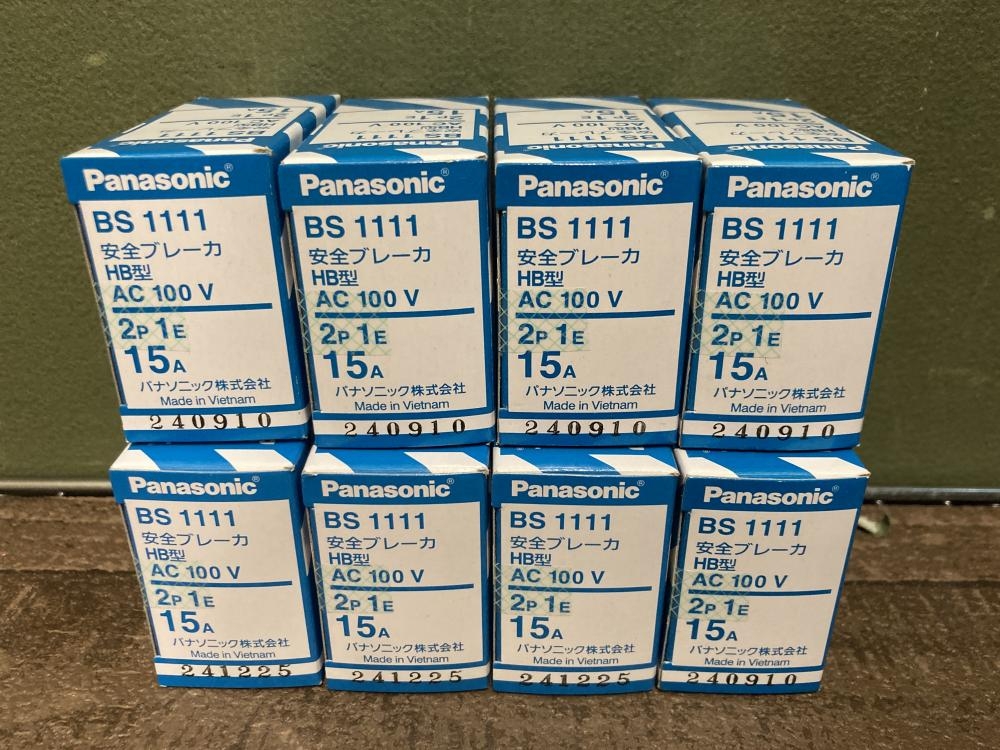 Panasonic®
BS 1111
安全ブレーカ
HB型
AC 100 V
2P 1E
15A
パナソニック株式会社
Made in Vietnam
240910
Panasonic®
BS 1111
安全ブレーカ
HB型
AC 100 V
2P 1E
15A
パナソニック株式会社
Made in Vietnam
240910
Panasonic®
BS 1111
安全ブレーカ
HB型
AC 100 V
2P 1E
15A
パナソニック株式会社
Made in Vietnam
240910
Panasonic®
BS 1111
安全ブレーカ
HB型
AC 100 V
2P 1E
15A
パナソニック株式会社
Made in Vietnam
240910
Panasonic®
BS 1111
安全ブレーカ
HB型
AC 100 V
2P 1E
15A
パナソニック株式会社
Made in Vietnam
241225
Panasonic®
BS 1111
安全ブレーカ
HB型
AC 100 V
2P 1E
15A
パナソニック株式会社
Made in Vietnam
241225
Panasonic®
BS 1111
安全ブレーカ
HB型
AC 100 V
2P 1E
15A
パナソニック株式会社
Made in Vietnam
241225
Panasonic®
BS 1111
安全ブレーカ
HB型
AC 100 V
2P 1E
15A
パナソニック株式会社
Made in Vietnam
240910